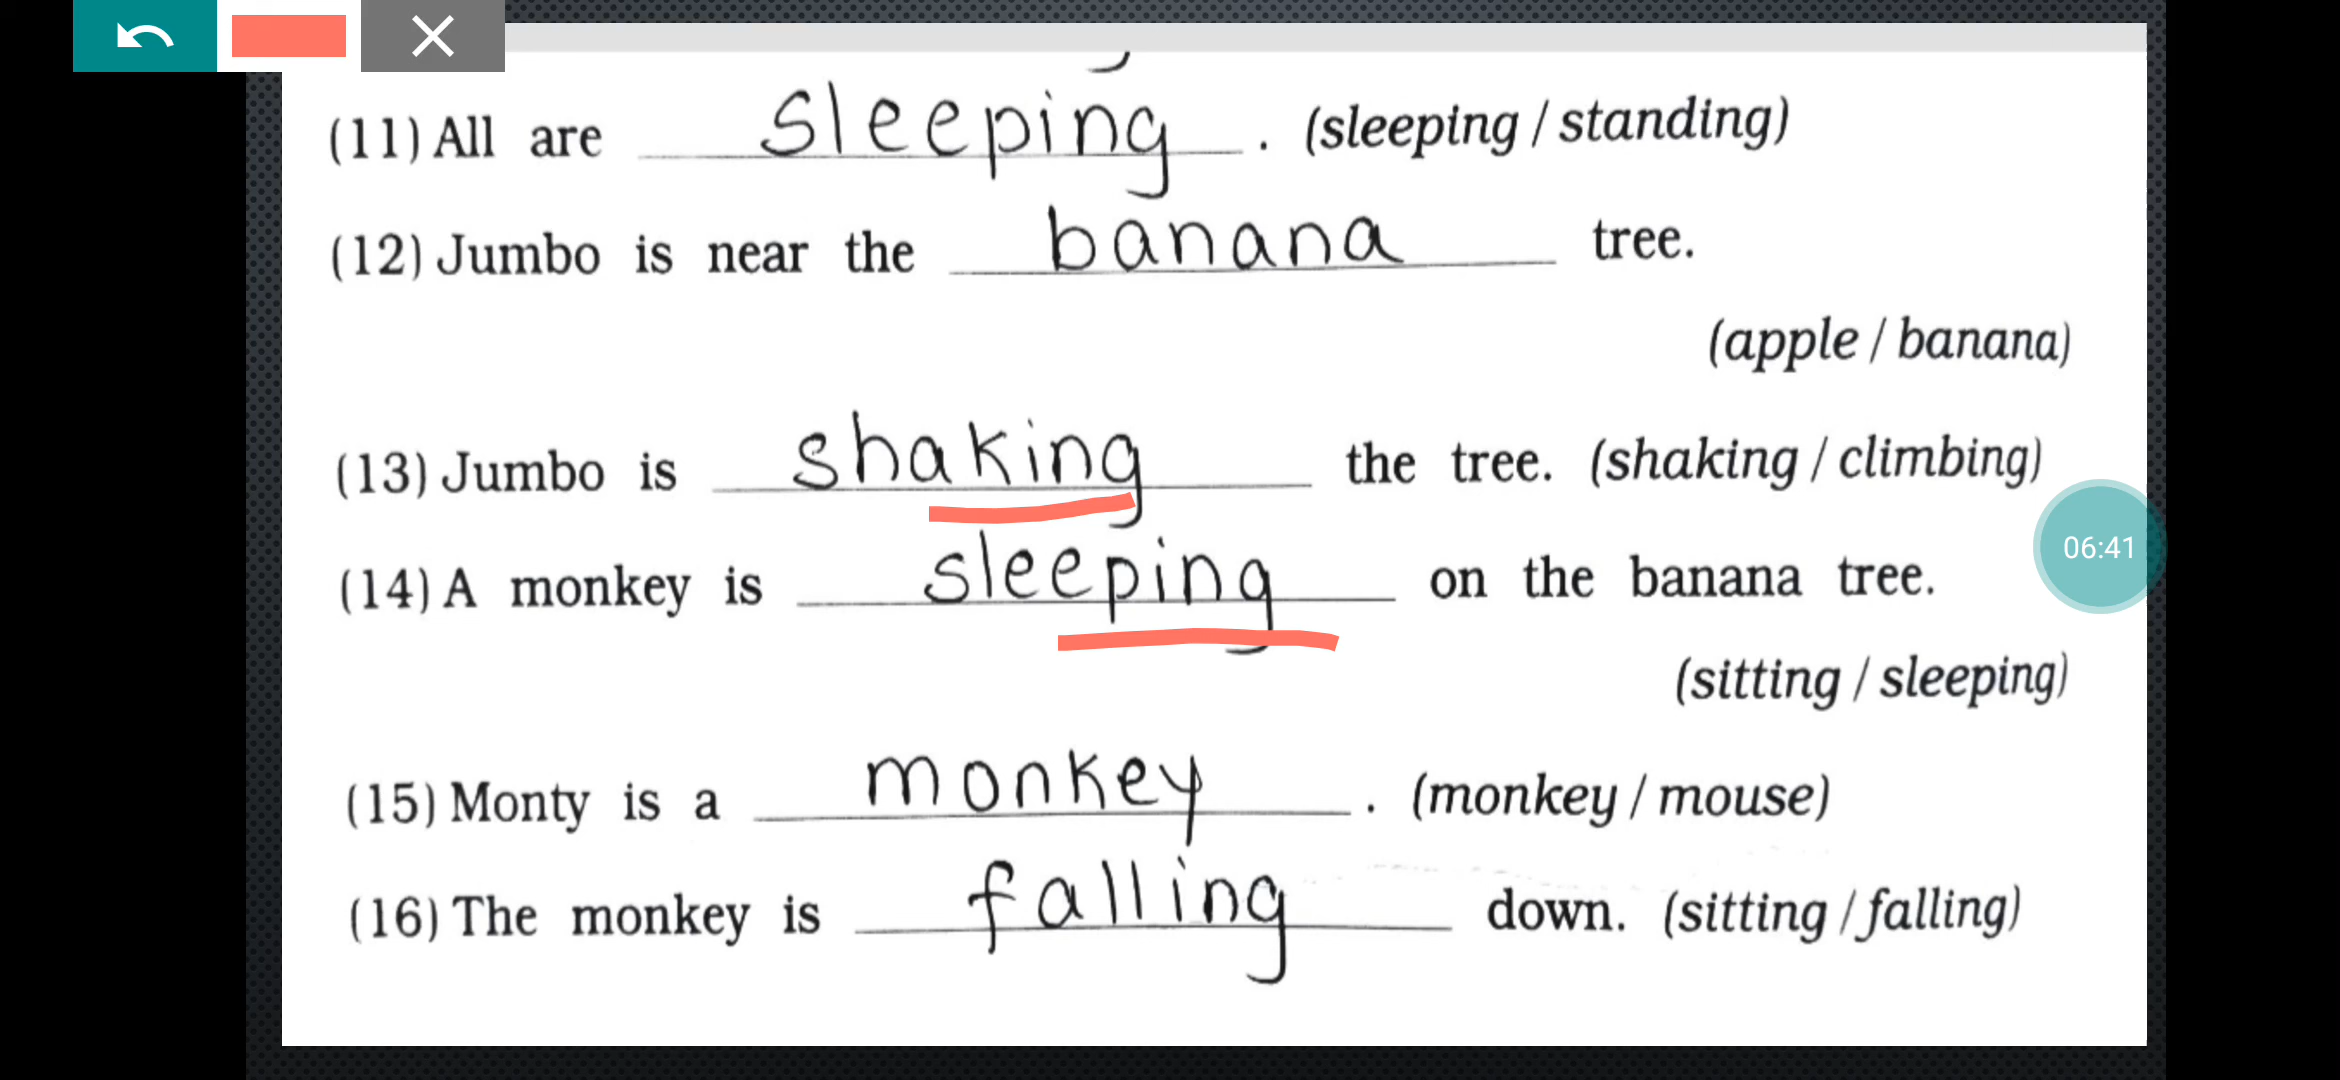 (11) All are sleeping . (sleeping / standing)
(12) Jumbo is near the banana tree.
(apple / banana)
(13) Jumbo is shaking the tree. (shaking / climbing)
06:41
(14) A monkey is sleeping on the banana tree.
(sitting / sleeping)
(15) Monty is a monkey . (monkey / mouse)
(16) The monkey is falling down. (sitting / falling)